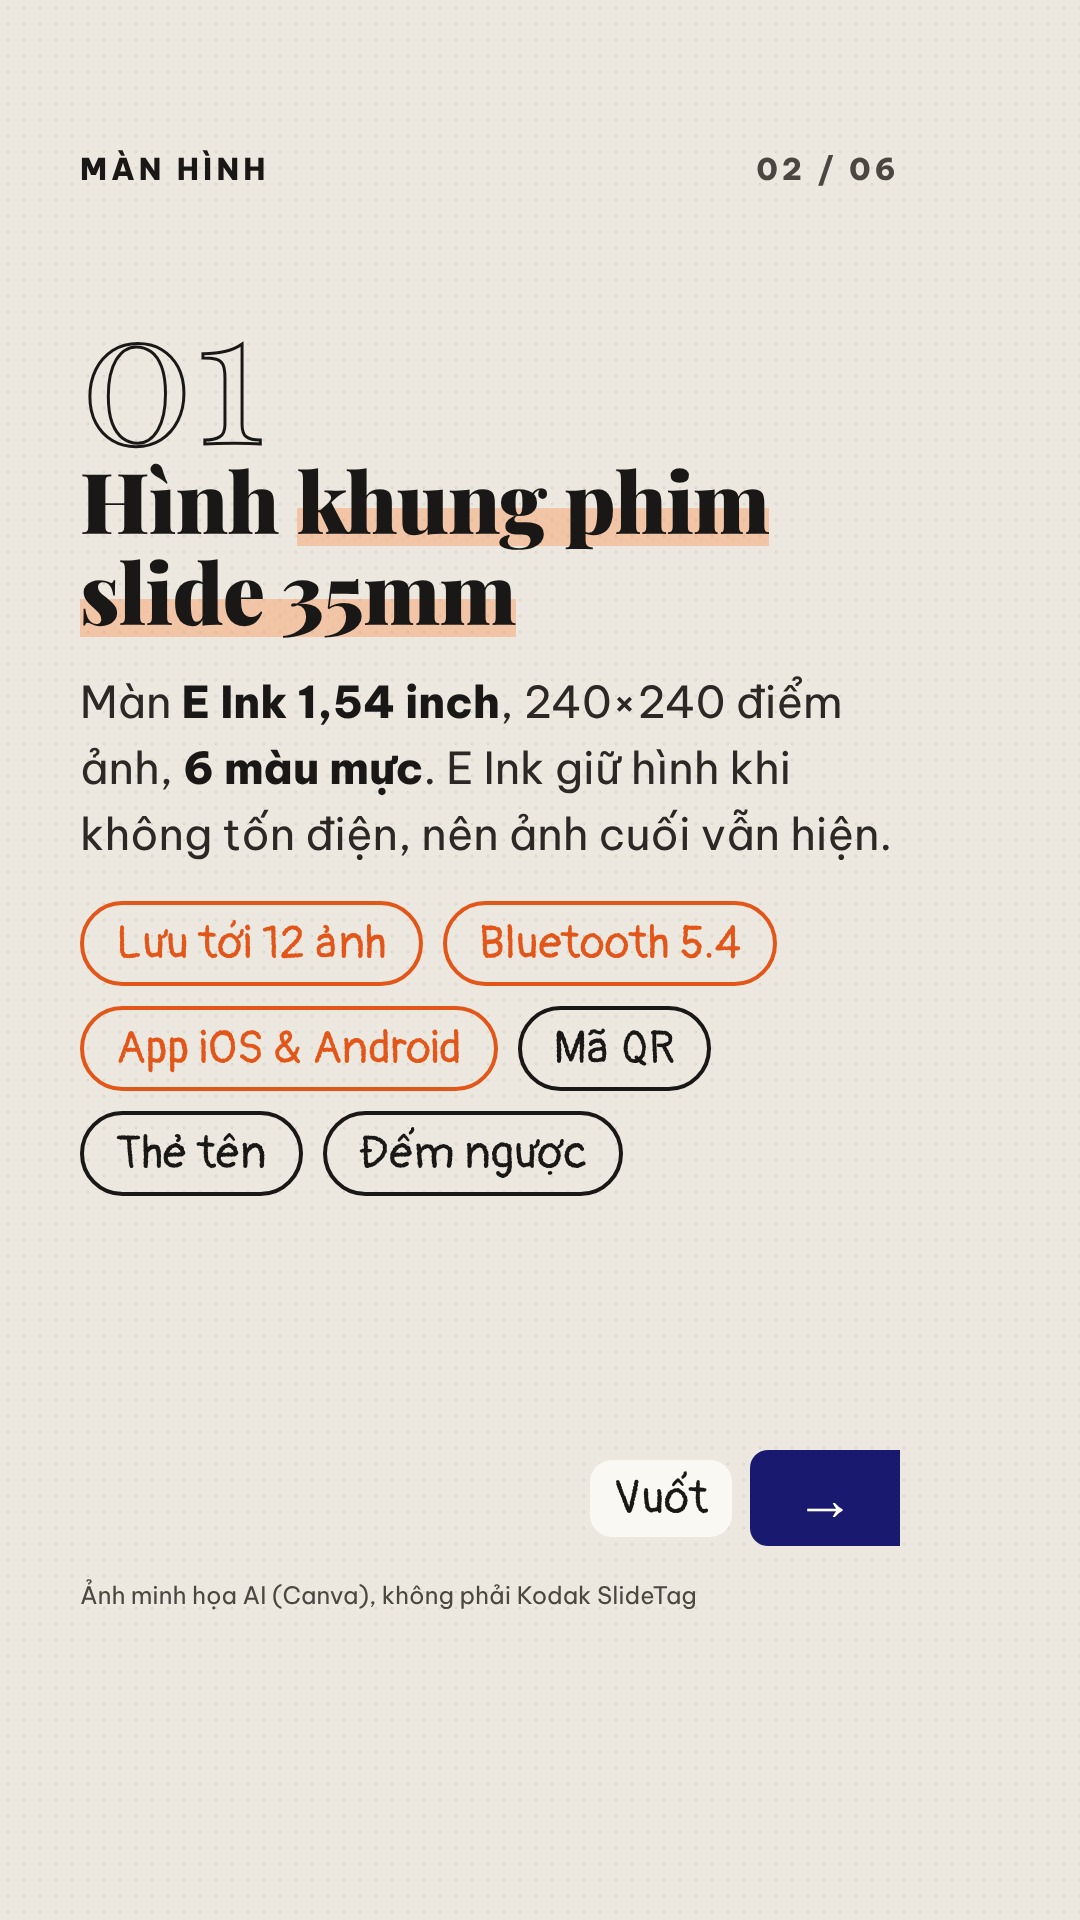 MÀN HÌNH
02 / 06
01
Hình khung phim
slide 35mm
Màn E Ink 1,54 inch, 240×240 điểm
ảnh, 6 màu mực. E Ink giữ hình khi
không tốn điện, nên ảnh cuối vẫn hiện.
Lưu tới 12 ảnh
Bluetooth 5.4
App iOS & Android
Mã QR
Thẻ tên
Đếm ngược
Vuốt →
Ảnh minh họa AI (Canva), không phải Kodak SlideTag